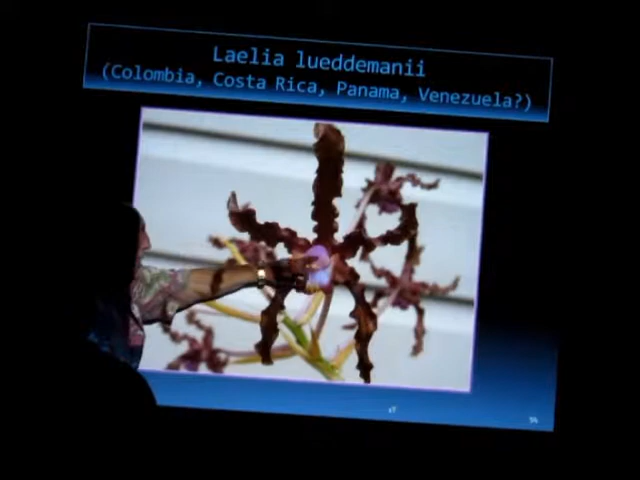 Laelia lueddemanii
(Colombia, Costa Rica, Panama, Venezuela?)